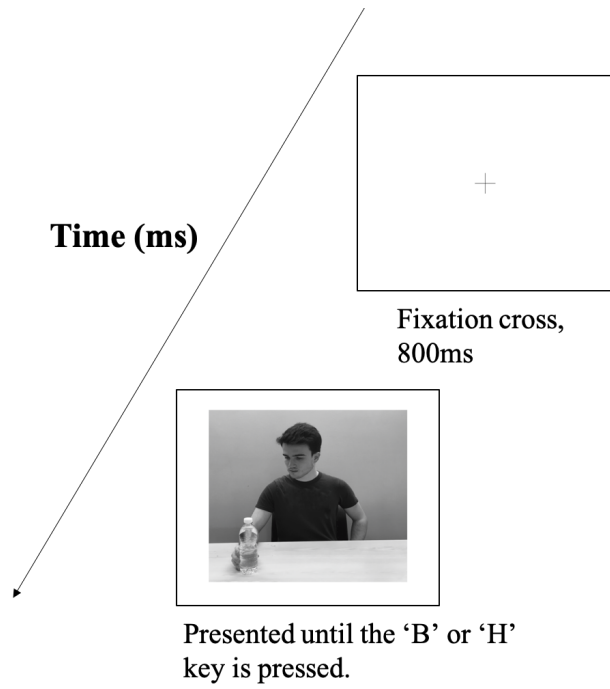 Time (ms)
Fixation cross,
800ms
Presented until the ‘B’ or ‘H’
key is pressed.